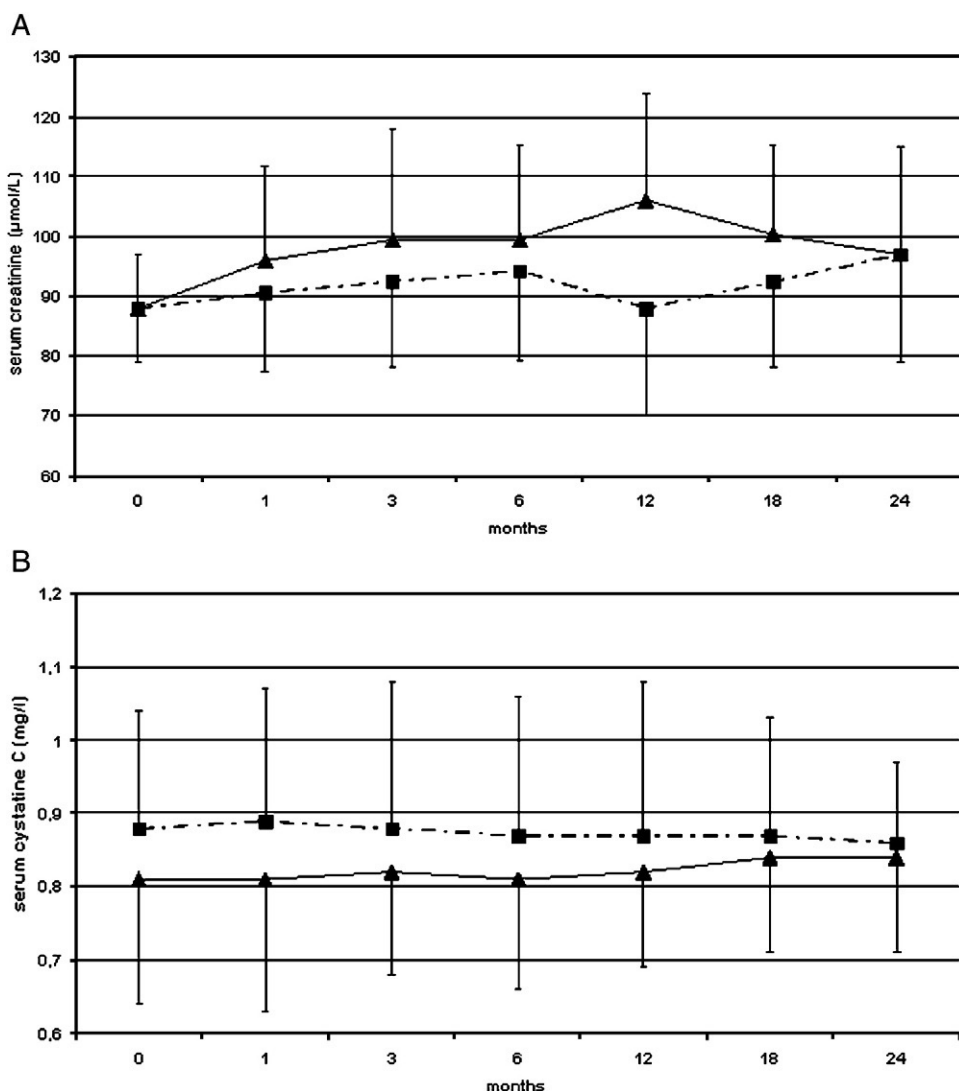 A
130
120
110
100
90
80
70
60
serum creatinine (µmol/L)
0 1 3 6 12 18 24
months
B
1,2
1,1
1
0,9
0,8
0,7
0,6
serum cystatine C (mg/l)
0 1 3 6 12 18 24
months